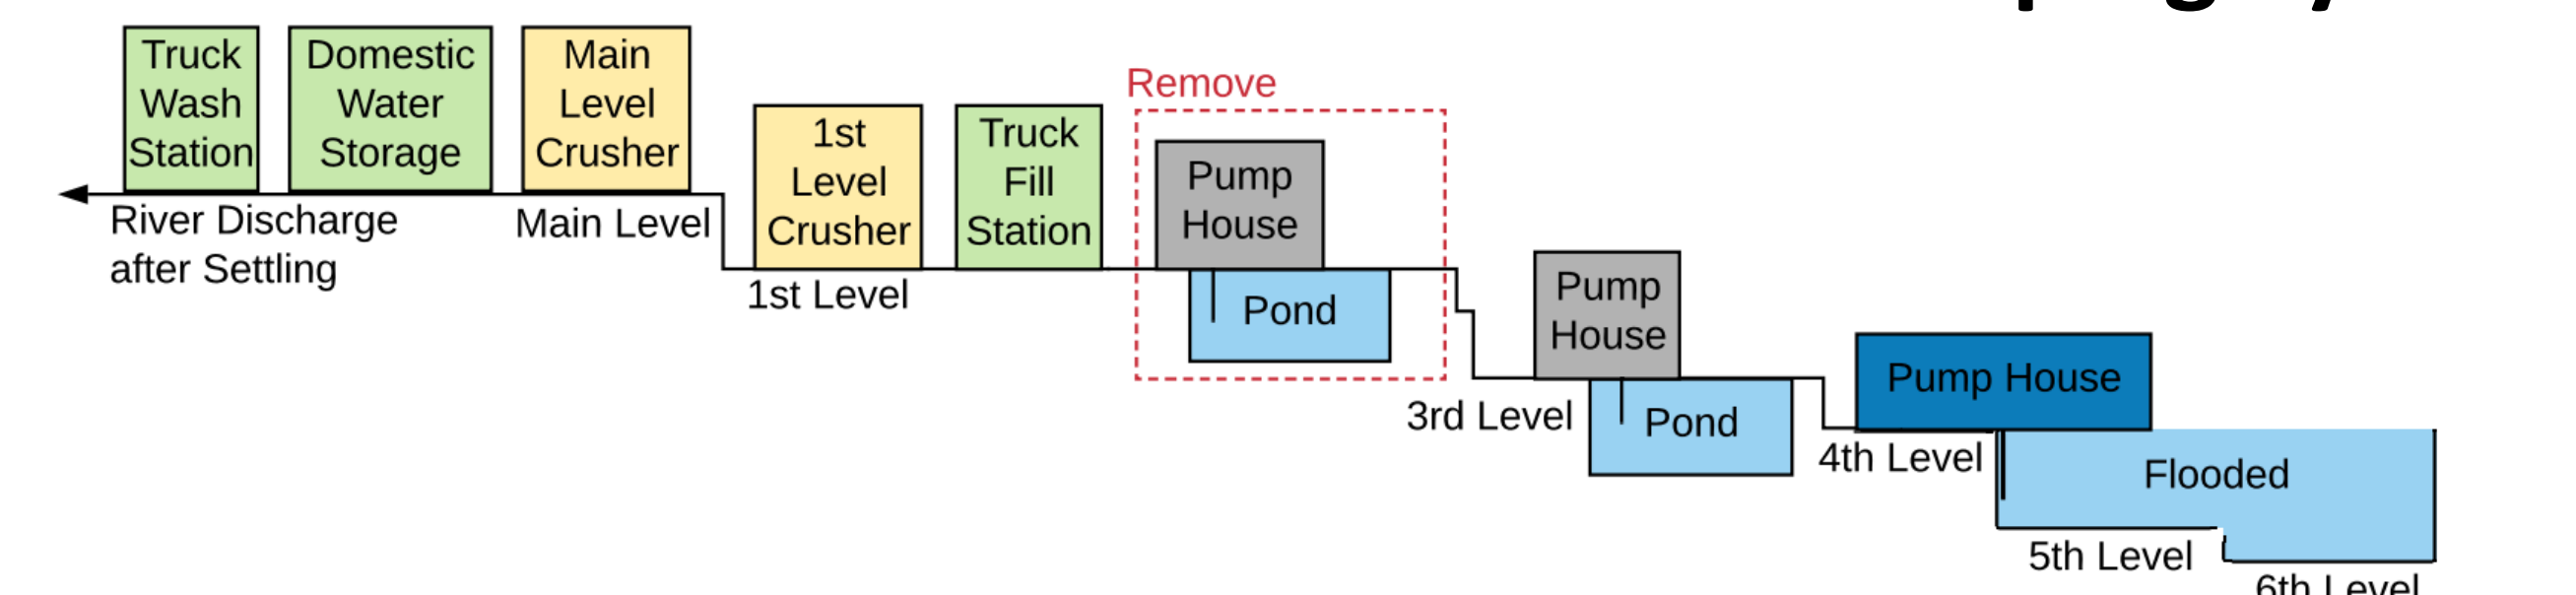 Truck
Wash
Station
Domestic
Water
Storage
Main
Level
Crusher
River Discharge
after Settling
Main Level
1st
Level
Crusher
1st Level
Truck
Fill
Station
Remove
Pump
House
Pond
Pump
House
3rd Level
Pond
Pump House
4th Level
Flooded
5th Level
6th Level